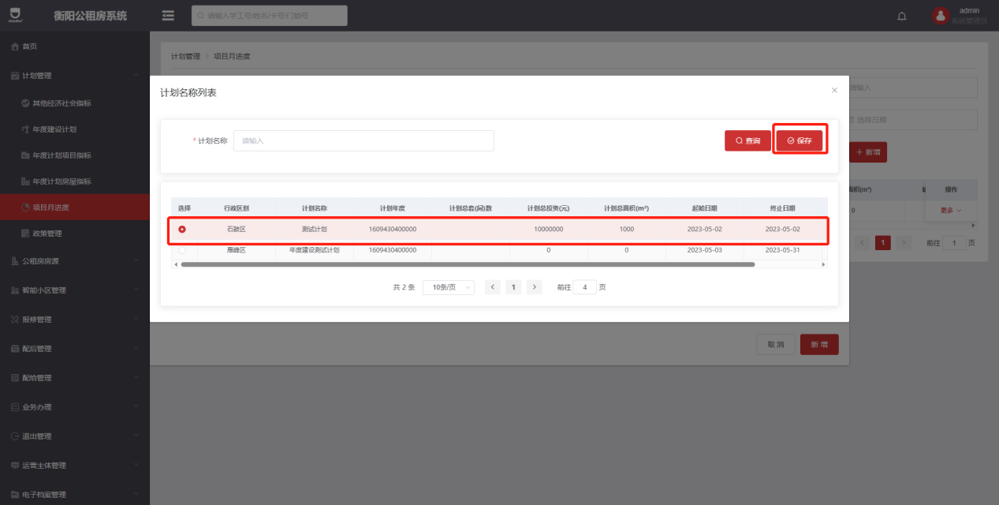 衡阳公租房系统
请输入学工号/姓名/卡号/门锁号
admin
系统管理员
首页
计划管理
其他经济社会指标
年度建设计划
年度计划项目指标
年度计划房屋指标
项目月进度
政策管理
公租房房源
智能小区管理
报修管理
配后管理
配给管理
业务办理
退出管理
运营主体管理
电子档案管理
计划管理 > 项目月进度
请输入
选择日期
+ 新增
面积(m²) 操作
0 更多
< 1 > 前往 1 页
计划名称列表
* 计划名称 请输入 查询 保存
选择 行政区划 计划名称 计划年度 计划总套(间)数 计划总投资(元) 计划总面积(m²) 起始日期 终止日期
石鼓区 测试计划 1609430400000 10000000 1000 2023-05-02 2023-05-02
雁峰区 年度建设测试计划 1609430400000 0 0 2023-05-03 2023-05-31
共 2 条 10条/页 < 1 > 前往 4 页
取 消 新 增